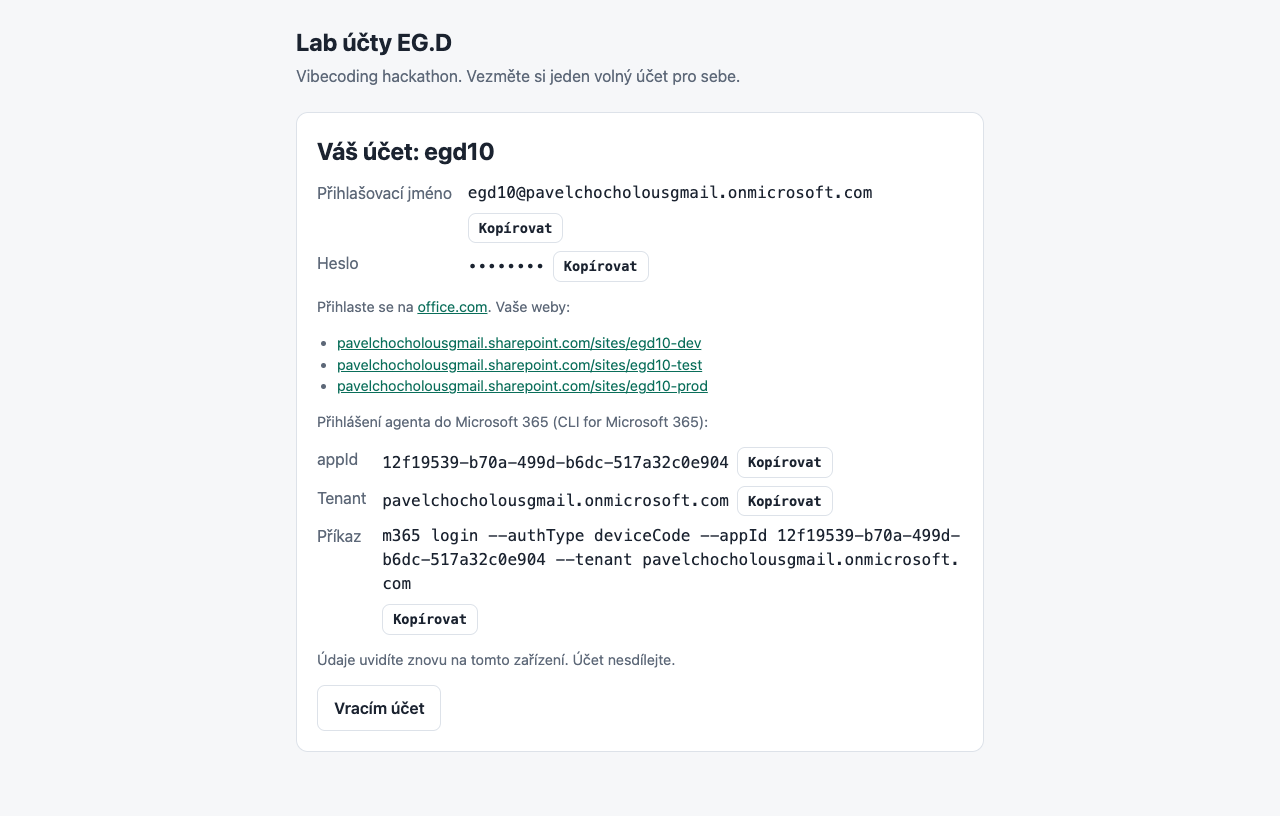 Lab účty EG.D
Vibecoding hackathon. Vezměte si jeden volný účet pro sebe.
Váš účet: egd10
Přihlašovací jméno egd10@pavelchocholousgmail.onmicrosoft.com
Kopírovat
Heslo •••••••• Kopírovat
Přihlaste se na office.com. Vaše weby:
• pavelchocholousgmail.sharepoint.com/sites/egd10-dev
• pavelchocholousgmail.sharepoint.com/sites/egd10-test
• pavelchocholousgmail.sharepoint.com/sites/egd10-prod
Přihlášení agenta do Microsoft 365 (CLI for Microsoft 365):
appId 12f19539-b70a-499d-b6dc-517a32c0e904 Kopírovat
Tenant pavelchocholousgmail.onmicrosoft.com Kopírovat
Příkaz m365 login --authType deviceCode --appId 12f19539-b70a-499d-
b6dc-517a32c0e904 --tenant pavelchocholousgmail.onmicrosoft.
com
Kopírovat
Údaje uvidíte znovu na tomto zařízení. Účet nesdílejte.
Vracím účet